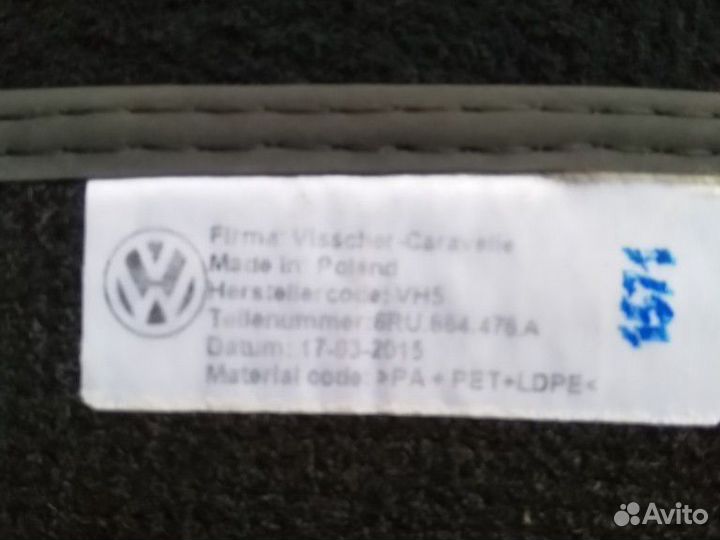 Firma: Visscher-Caravelle
Made in: Poland
Herstellercode: VH5
Teilenummer: 6RU.864.476.A
Datum: 17-03-2015
Material code: >PA+PET+LDPE<
Avito